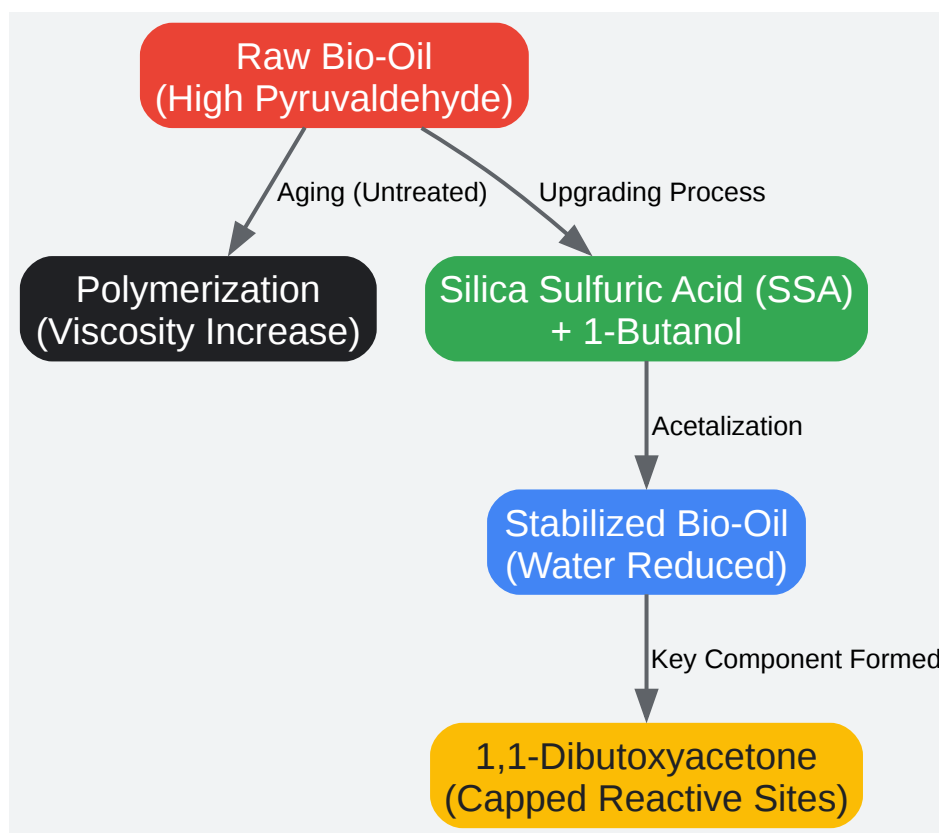 Raw Bio-Oil
(High Pyruvaldehyde)
Aging (Untreated)
Upgrading Process
Polymerization
(Viscosity Increase)
Silica Sulfuric Acid (SSA)
+ 1-Butanol
Acetalization
Stabilized Bio-Oil
(Water Reduced)
Key Component Formed
1,1-Dibutoxyacetone
(Capped Reactive Sites)